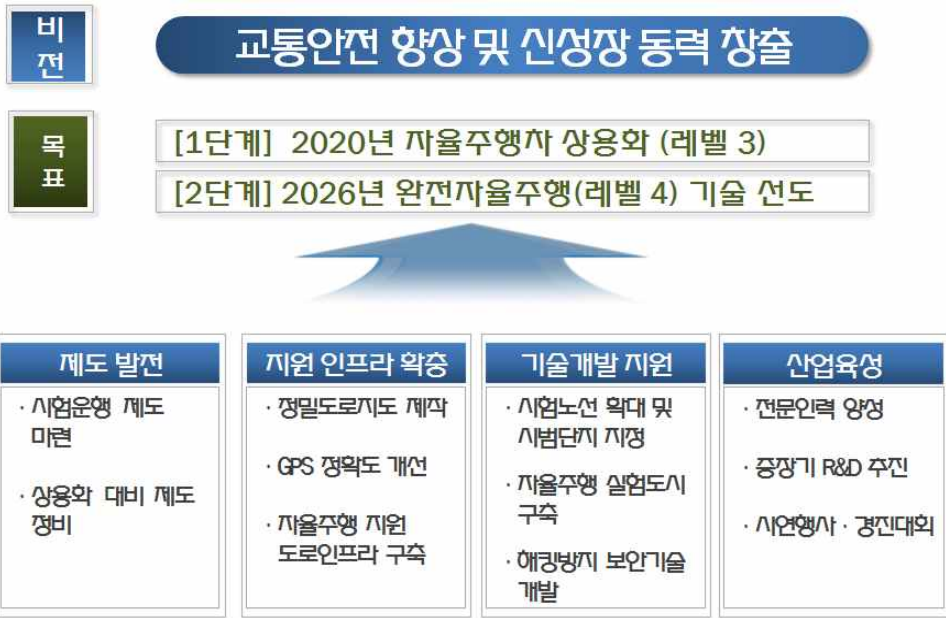 비
전
교통안전 향상 및 신성장 동력 창출
목
표
[1단계] 2020년 자율주행차 상용화 (레벨 3)
[2단계] 2026년 완전자율주행(레벨 4) 기술 선도
제도 발전
· 시험운행 제도
마련
· 상용화 대비 제도
정비
지원 인프라 확충
· 정밀도로지도 제작
· GPS 정확도 개선
· 자율주행 지원
도로인프라 구축
기술개발 지원
· 시험노선 확대 및
시범단지 지정
· 자율주행 실험도시
구축
· 해킹방지 보안기술
개발
산업육성
· 전문인력 양성
· 중장기 R&D 추진
· 시연행사 · 경진대회